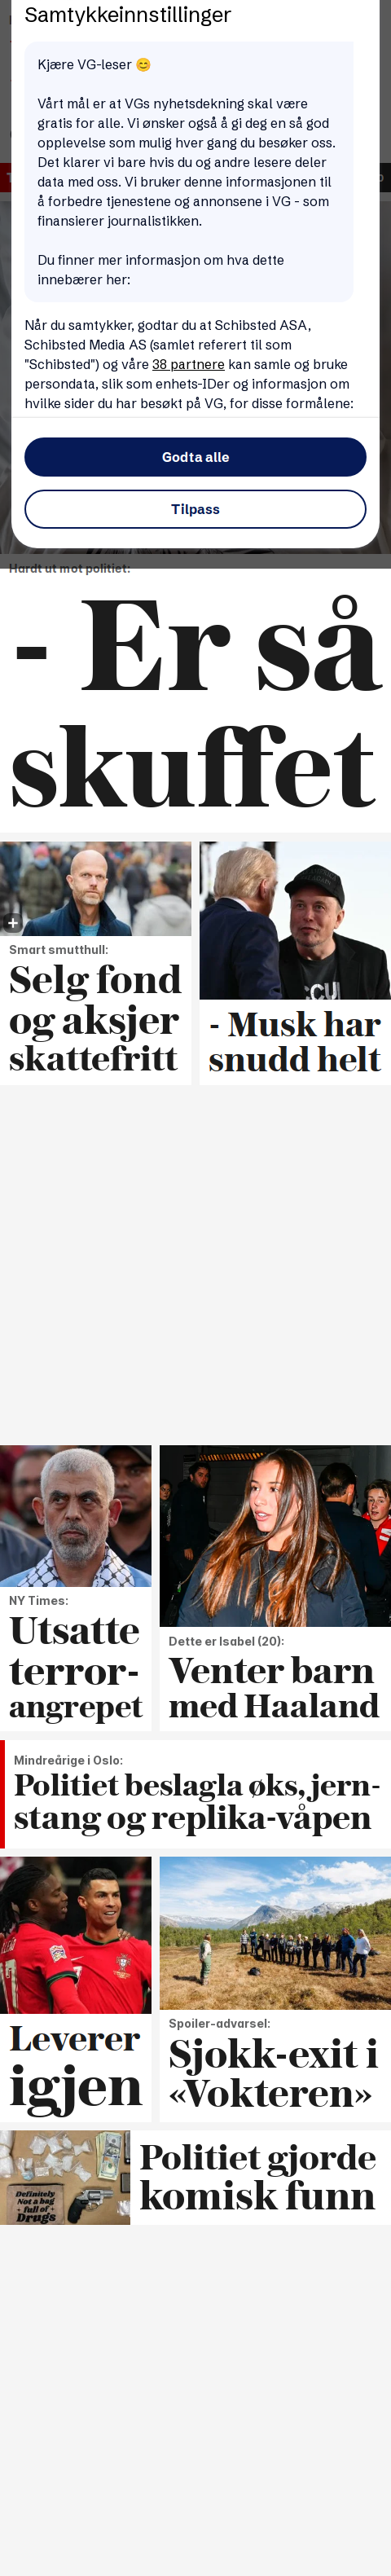 Samtykkeinnstillinger
Kjære VG-leser 😊
Vårt mål er at VGs nyhetsdekning skal være
gratis for alle. Vi ønsker også å gi deg en så god
opplevelse som mulig hver gang du besøker oss.
Det klarer vi bare hvis du og andre lesere deler
data med oss. Vi bruker denne informasjonen til
å forbedre tjenestene og annonsene i VG - som
finansierer journalistikken.
Du finner mer informasjon om hva dette
innebærer her:
Når du samtykker, godtar du at Schibsted ASA,
Schibsted Media AS (samlet referert til som
"Schibsted") og våre 38 partnere kan samle og bruke
persondata, slik som enhets-IDer og informasjon om
hvilke sider du har besøkt på VG, for disse formålene:
Godta alle
Tilpass
Hardt ut mot politiet:
- Er så
skuffet
Smart smutthull:
Selg fond
og aksjer
skattefritt
- Musk har
snudd helt
NY Times:
Utsatte
terror-
angrepet
Dette er Isabel (20):
Venter barn
med Haaland
Mindreårige i Oslo:
Politiet beslagla øks, jern-
stang og replika-våpen
Leverer
igjen
Spoiler-advarsel:
Sjokk-exit i
«Vokteren»
Definitely
Not a bag
full of
Drugs
Politiet gjorde
komisk funn